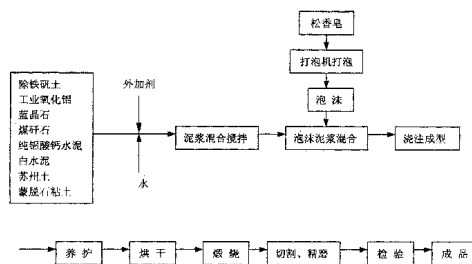 松香皂
打泡机打泡
泡沫
除铁矾土
工业氧化铝
蓝晶石
煤矸石
纯铝酸钙水泥
白水泥
苏州土
蒙脱石粘土
外加剂
水
泥浆混合搅拌
泡沫泥浆混合
浇注成型
养护
烘干
煅烧
切割、精磨
检验
成品